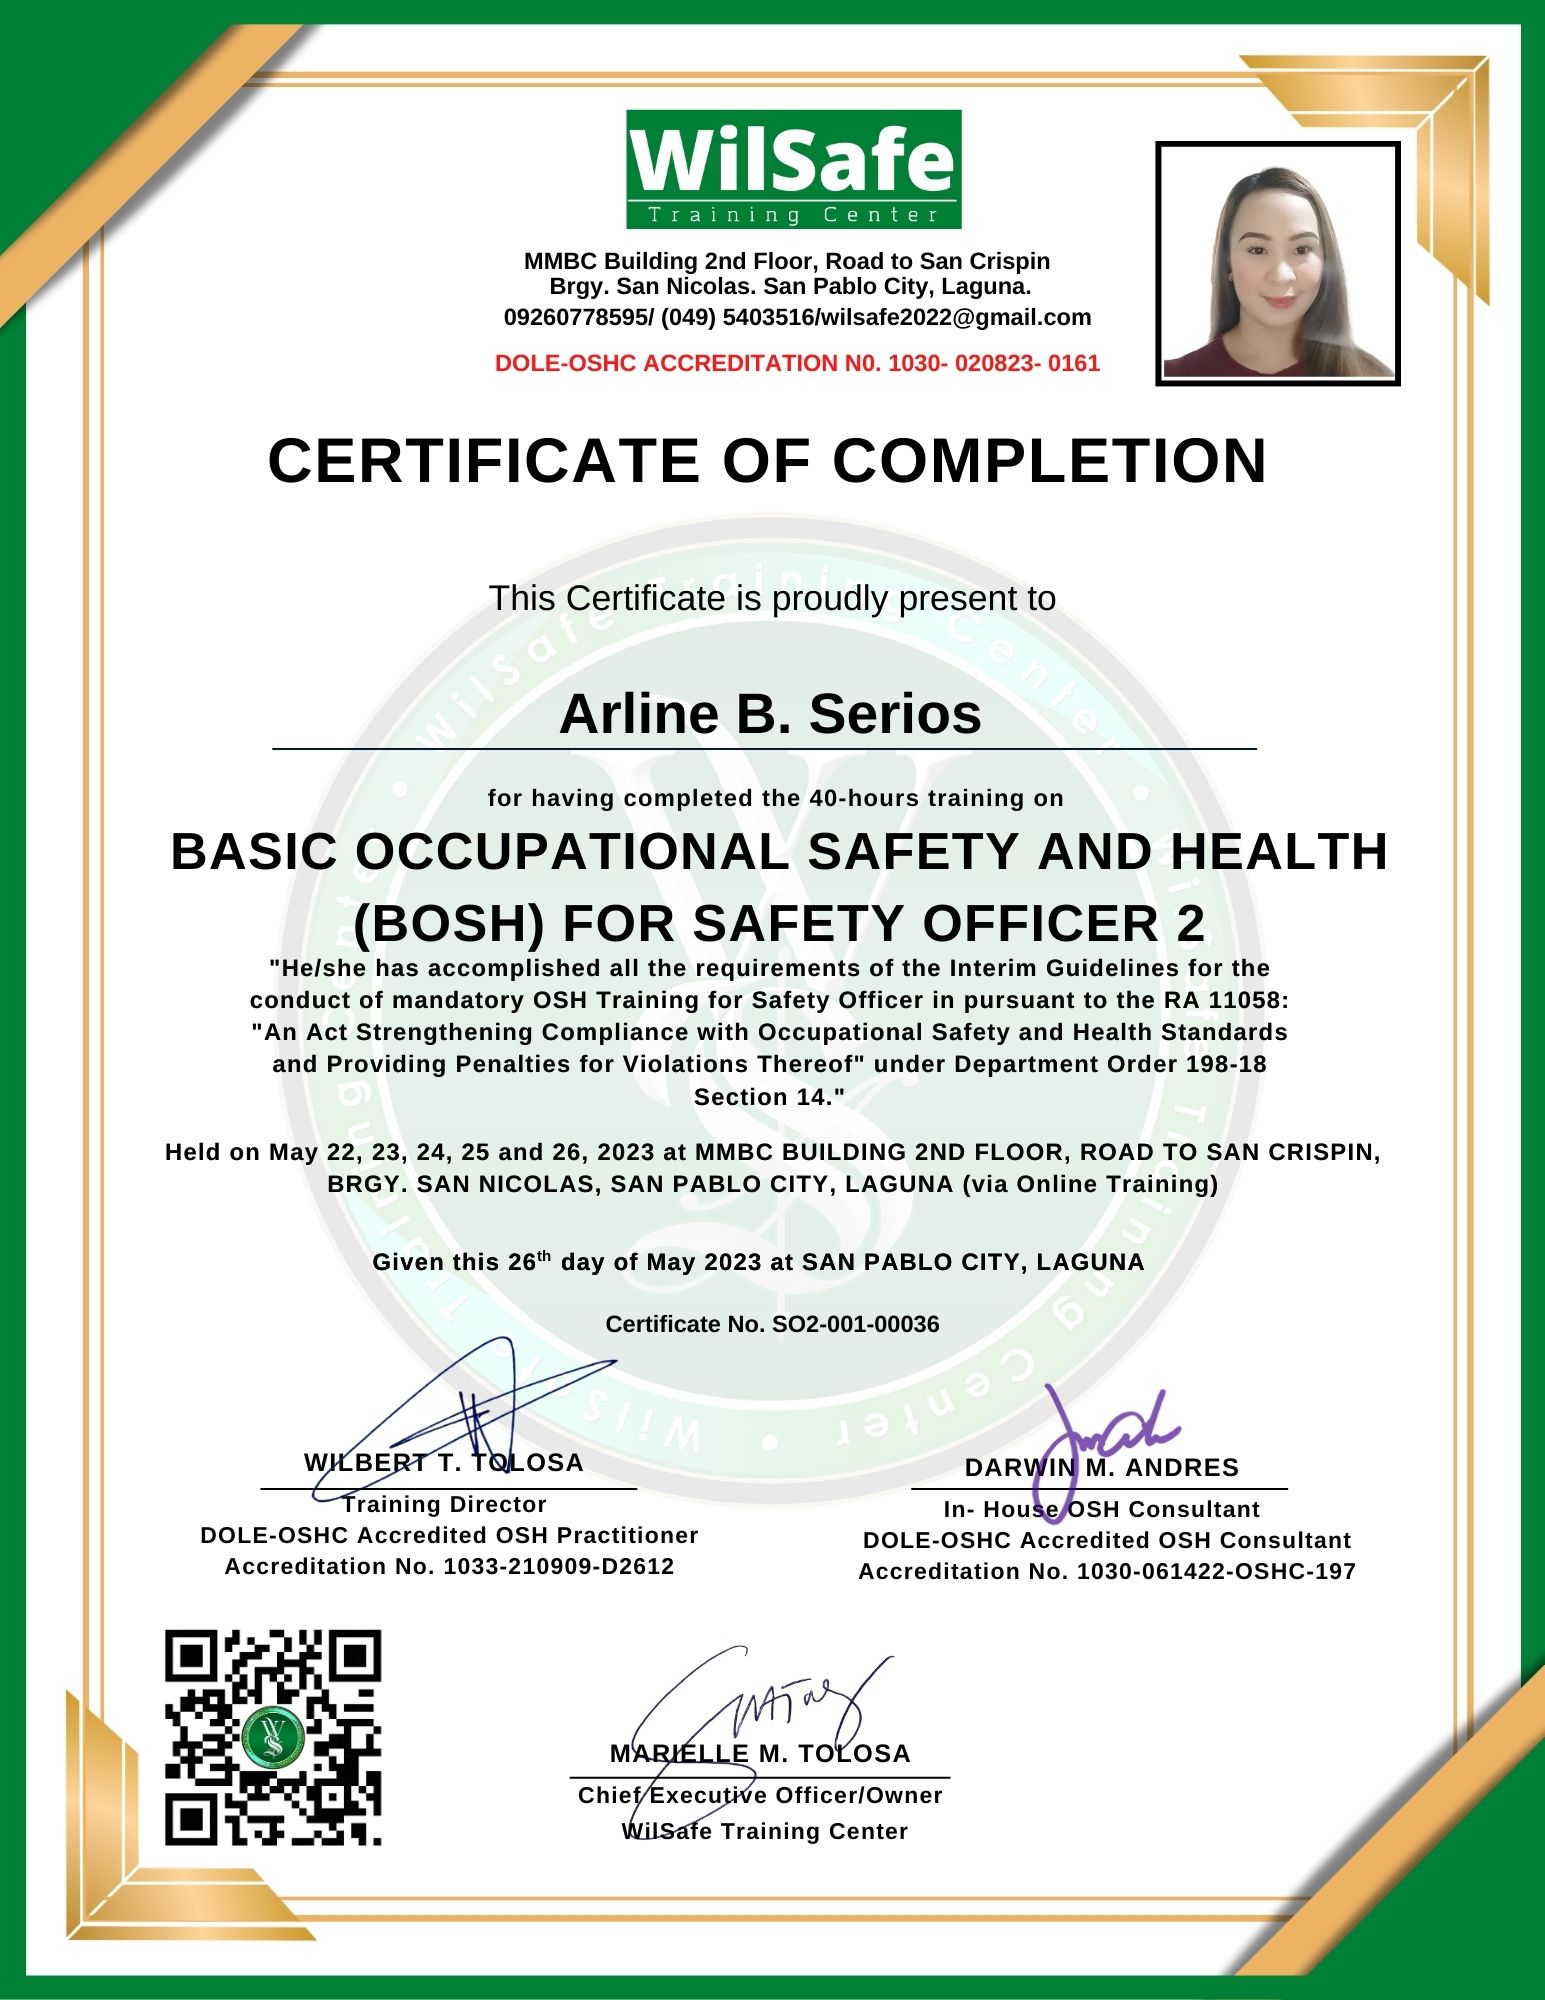 WilSafe
Training Center
MMBC Building 2nd Floor, Road to San Crispin
Brgy. San Nicolas. San Pablo City, Laguna.
09260778595/ (049) 5403516/wilsafe2022@gmail.com
DOLE-OSHC ACCREDITATION N0. 1030- 020823- 0161
CERTIFICATE OF COMPLETION
This Certificate is proudly present to
Arline B. Serios
for having completed the 40-hours training on
BASIC OCCUPATIONAL SAFETY AND HEALTH
(BOSH) FOR SAFETY OFFICER 2
"He/she has accomplished all the requirements of the Interim Guidelines for the
conduct of mandatory OSH Training for Safety Officer in pursuant to the RA 11058:
"An Act Strengthening Compliance with Occupational Safety and Health Standards
and Providing Penalties for Violations Thereof" under Department Order 198-18
Section 14."
Held on May 22, 23, 24, 25 and 26, 2023 at MMBC BUILDING 2ND FLOOR, ROAD TO SAN CRISPIN,
BRGY. SAN NICOLAS, SAN PABLO CITY, LAGUNA (via Online Training)
Given this 26th day of May 2023 at SAN PABLO CITY, LAGUNA
Certificate No. SO2-001-00036
WILBERT T. TOLOSA
Training Director
DOLE-OSHC Accredited OSH Practitioner
Accreditation No. 1033-210909-D2612
DARWIN M. ANDRES
In- House OSH Consultant
DOLE-OSHC Accredited OSH Consultant
Accreditation No. 1030-061422-OSHC-197
MARIELLE M. TOLOSA
Chief Executive Officer/Owner
WilSafe Training Center
WilSafe Training Center • WilSafe Training Center • WilSafe Training Center •